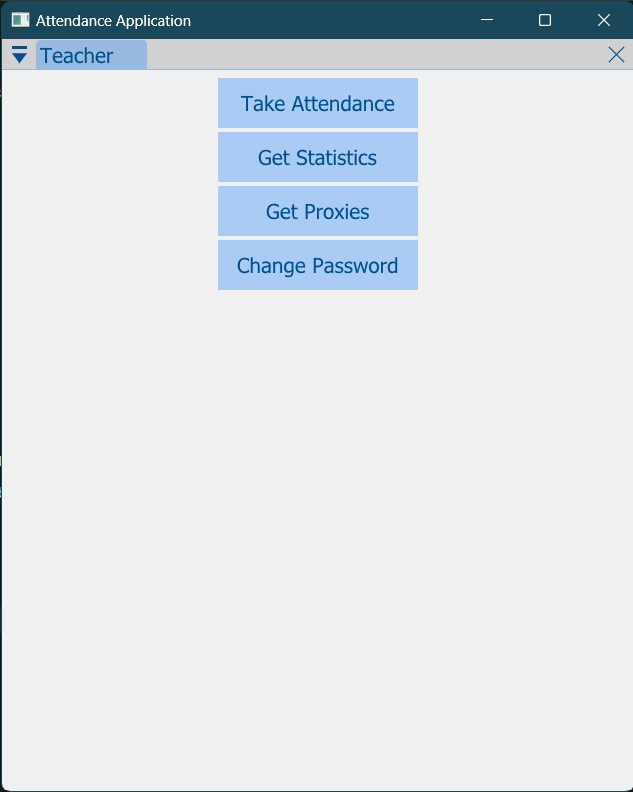 Attendance Application
Teacher
Take Attendance
Get Statistics
Get Proxies
Change Password